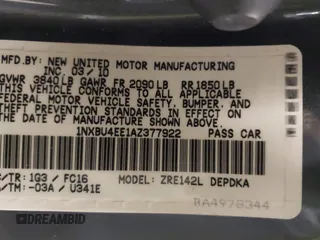 MFD.BY: NEW UNITED MOTOR MANUFACTURING
INC. 03/10
GVWR 3840LB GAWR FR 2090LB RR 1850LB
THIS VEHICLE CONFORMS TO ALL APPLICABLE
FEDERAL MOTOR VEHICLE SAFETY, BUMPER, AND
THEFT PREVENTION STANDARDS IN EFFECT ON
THE DATE OF MANUFACTURE SHOWN ABOVE.
1NXBU4EE1AZ377922
PASS. CAR
C/TR: 1G3 / FC16 MODEL: ZRE142L DEPDKA
A/TM: -03A / U341E
BA4978344
DREAMBID